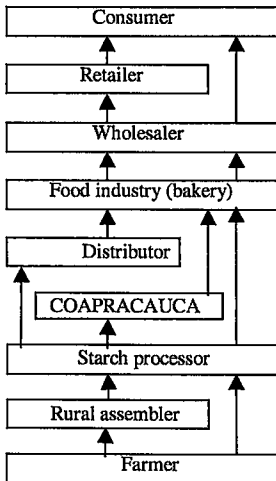 Consumer
Retailer
Wholesaler
Food industry (bakery)
Distributor
COAPRACAUCA
Starch processor
Rural assembler
Farmer